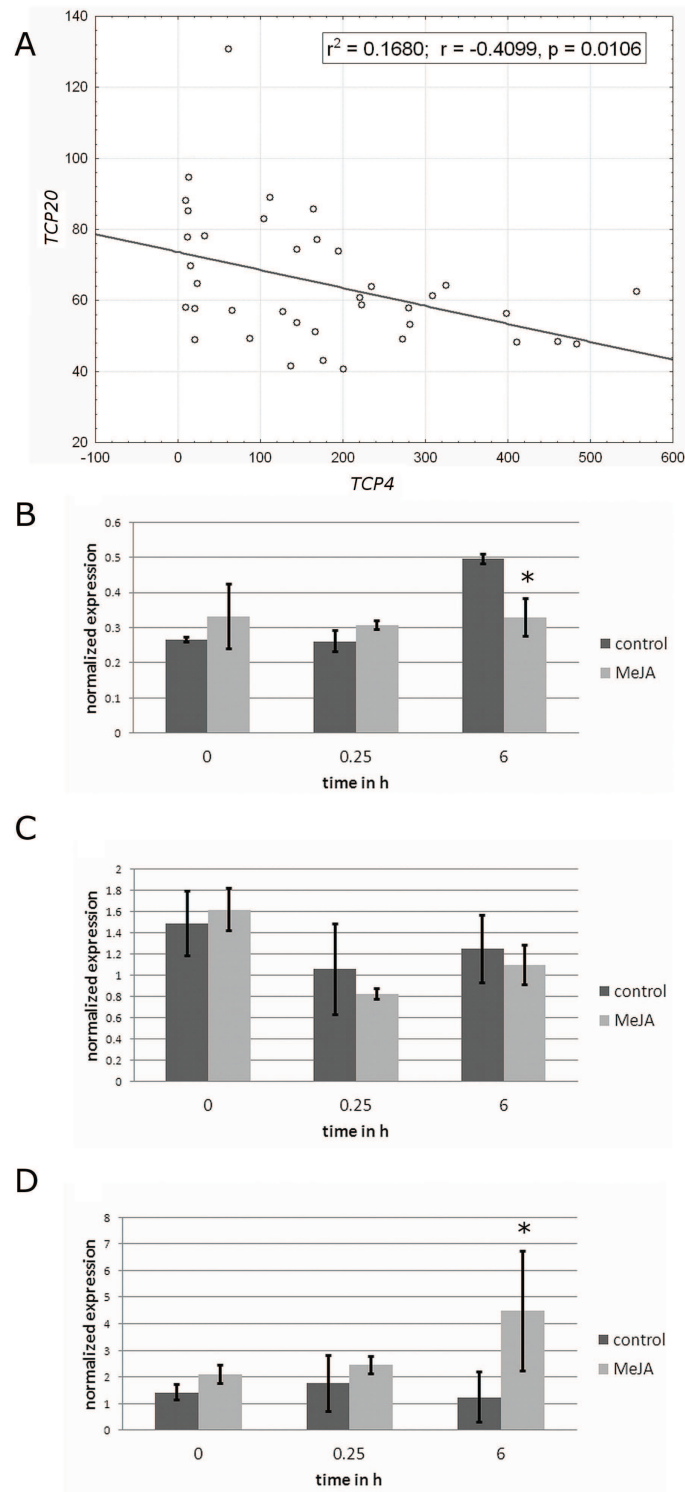 A
r² = 0.1680; r = -0.4099, p = 0.0106
140
120
100
80
60
40
20
TCP20
-100 0 100 200 300 400 500 600
TCP4
B
0.6
0.5
0.4
0.3
0.2
0.1
0
normalized expression
*
control
MeJA
0 0.25 6
time in h
C
2
1.8
1.6
1.4
1.2
1
0.8
0.6
0.4
0.2
0
normalized expression
control
MeJA
0 0.25 6
time in h
D
8
7
6
5
4
3
2
1
0
normalized expression
*
control
MeJA
0 0.25 6
time in h